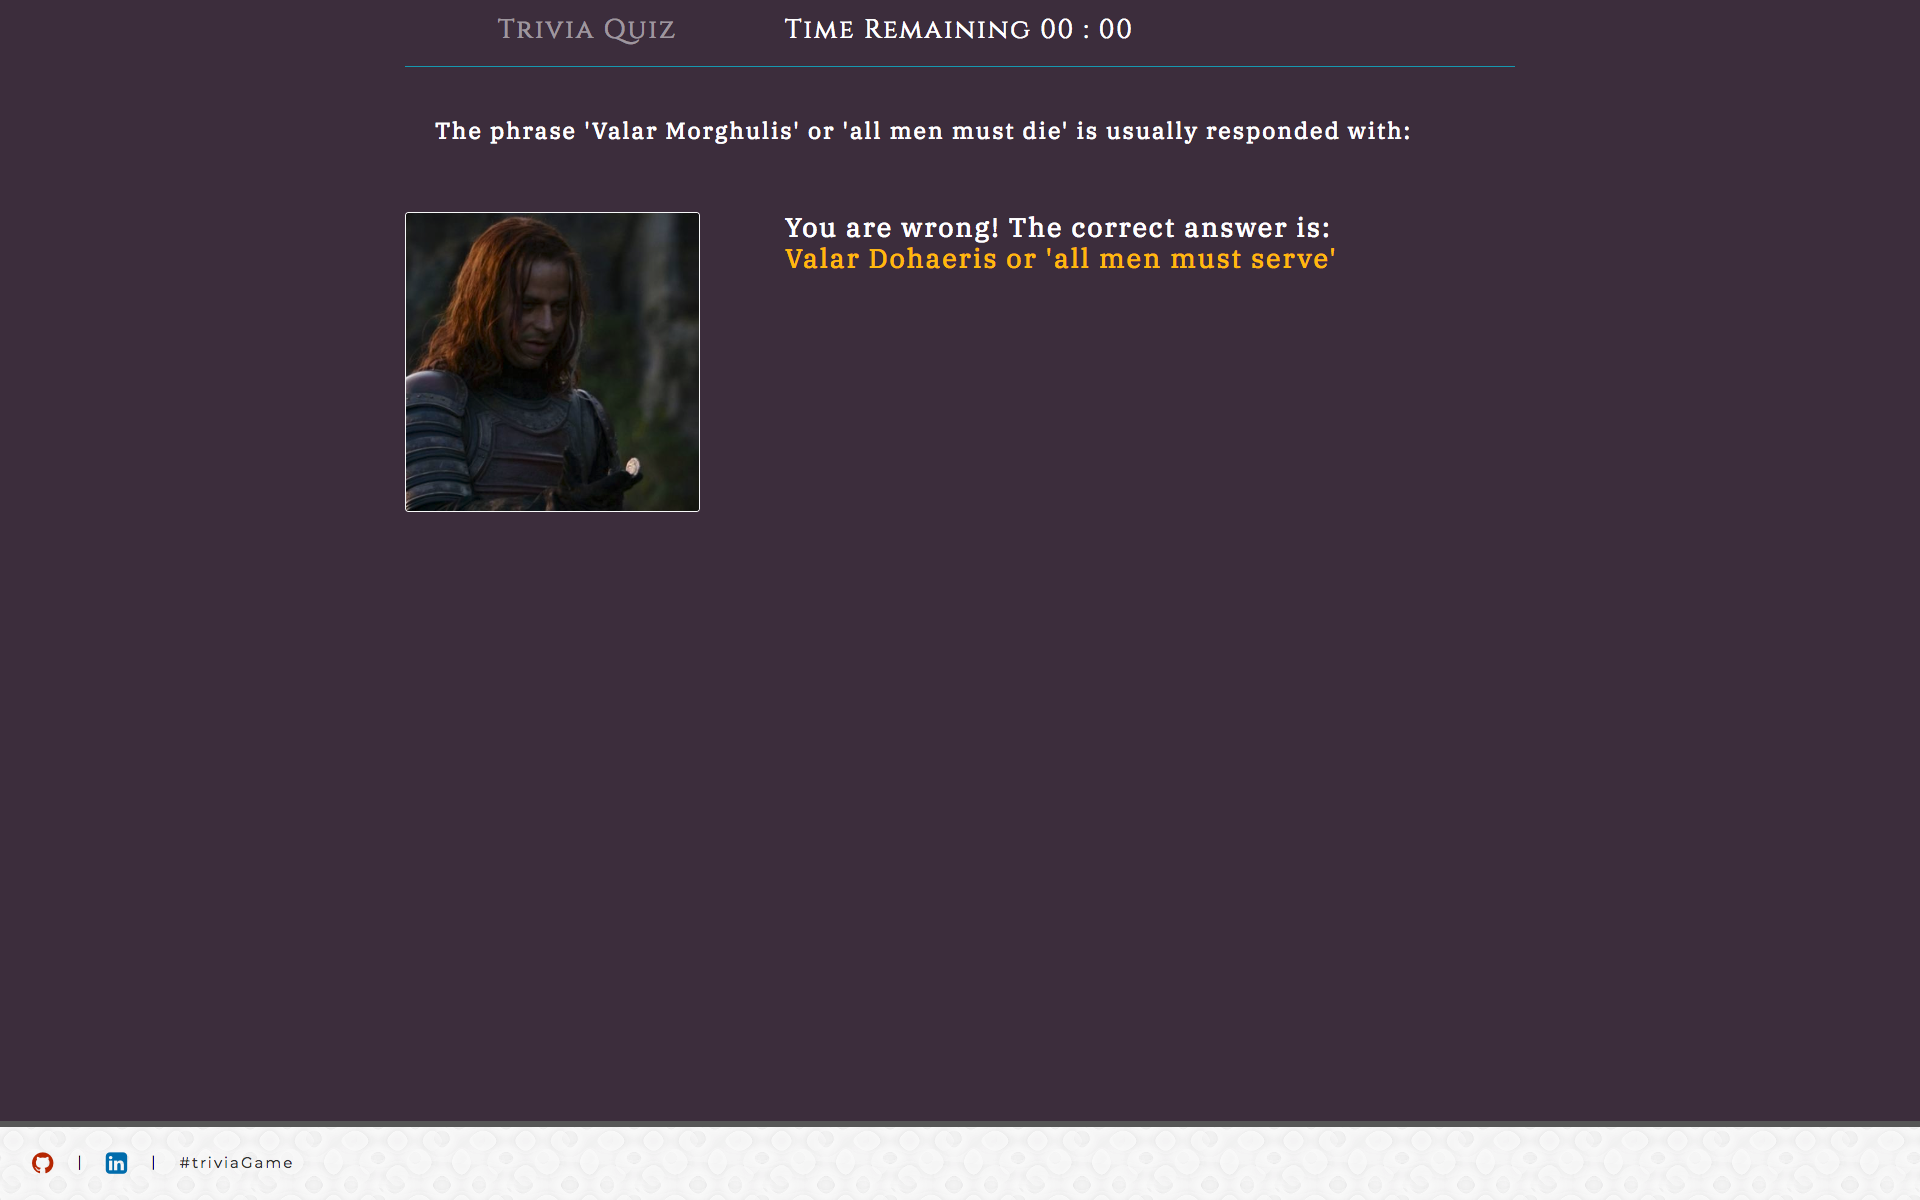 Trivia Quiz
Time Remaining 00 : 00
The phrase 'Valar Morghulis' or 'all men must die' is usually responded with:
You are wrong! The correct answer is:
Valar Dohaeris or 'all men must serve'
in | | #triviaGame